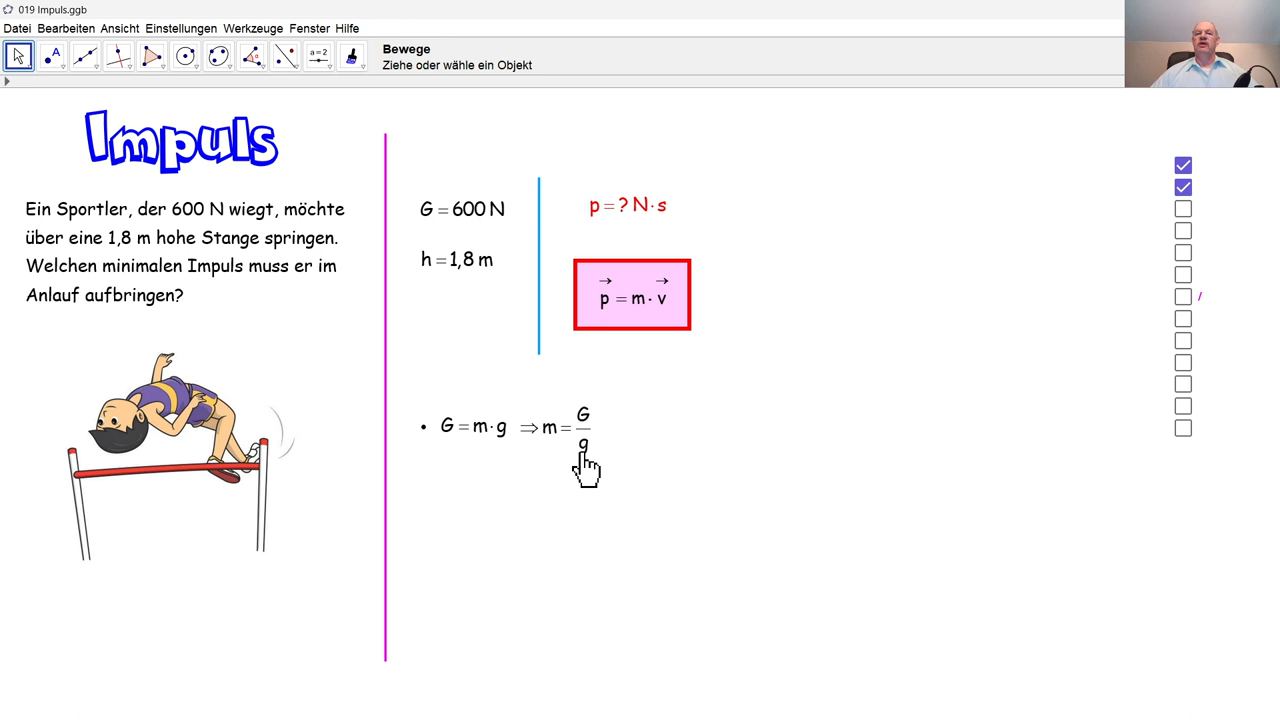 019 Impuls.ggb
Datei Bearbeiten Ansicht Einstellungen Werkzeuge Fenster Hilfe
A
a=2
Bewege
Ziehe oder wähle ein Objekt
Impuls
Ein Sportler, der 600 N wiegt, möchte
über eine 1,8 m hohe Stange springen.
Welchen minimalen Impuls muss er im
Anlauf aufbringen?
G = 600 N
h = 1,8 m
p = ? N · s
p⃗ = m · v⃗
• G = m · g ⇒ m = G/g
/